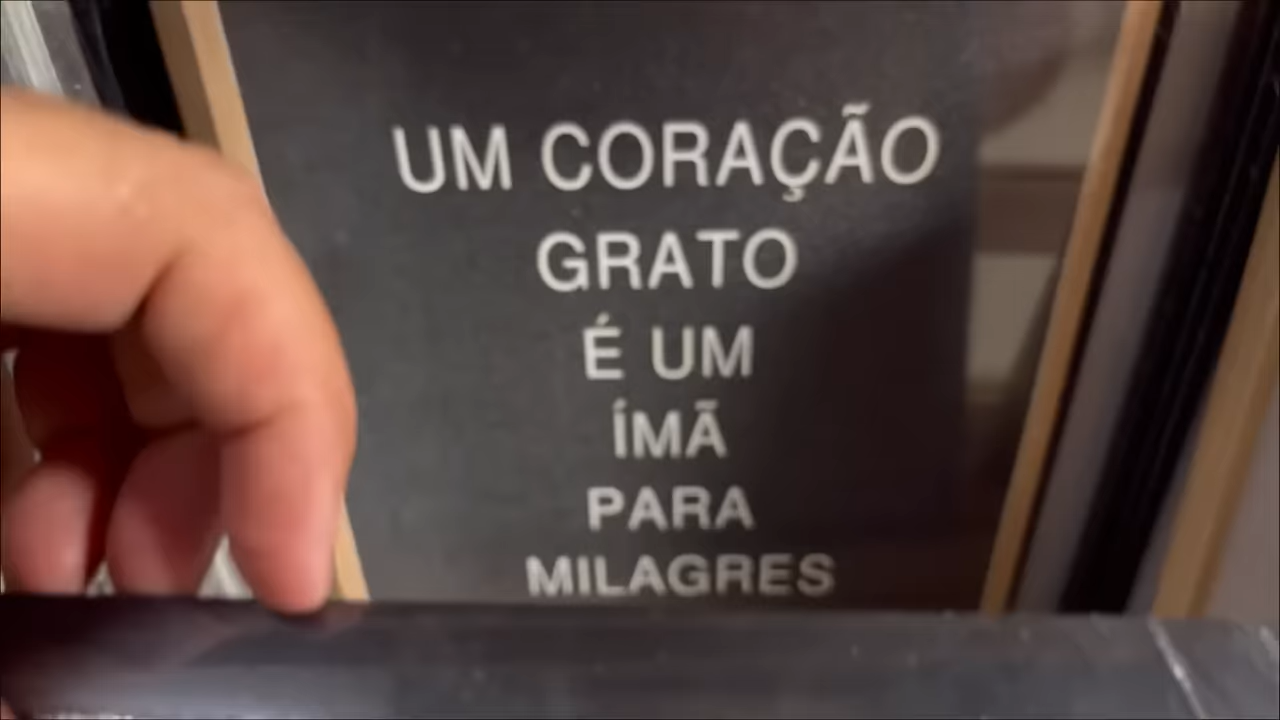 UM CORAÇÃO
GRATO
É UM
ÍMÃ
PARA
MILAGRES